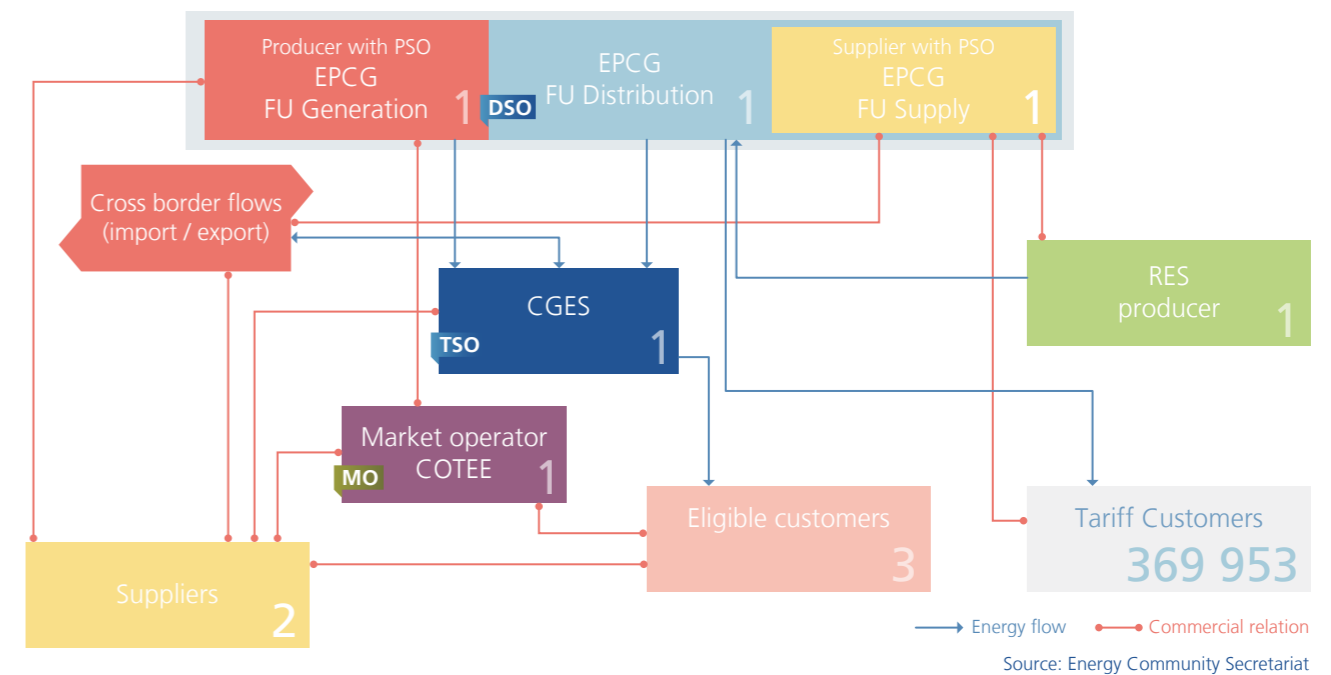 Producer with PSO
EPCG
FU Generation
1
DSO
EPCG
FU Distribution
1
Supplier with PSO
EPCG
FU Supply
1
Cross border flows
(import / export)
CGES
TSO
1
RES
producer
1
Market operator
COTEE
MO
1
Eligible customers
3
Tariff Customers
369 953
Suppliers
2
Energy flow
Commercial relation
Source: Energy Community Secretariat